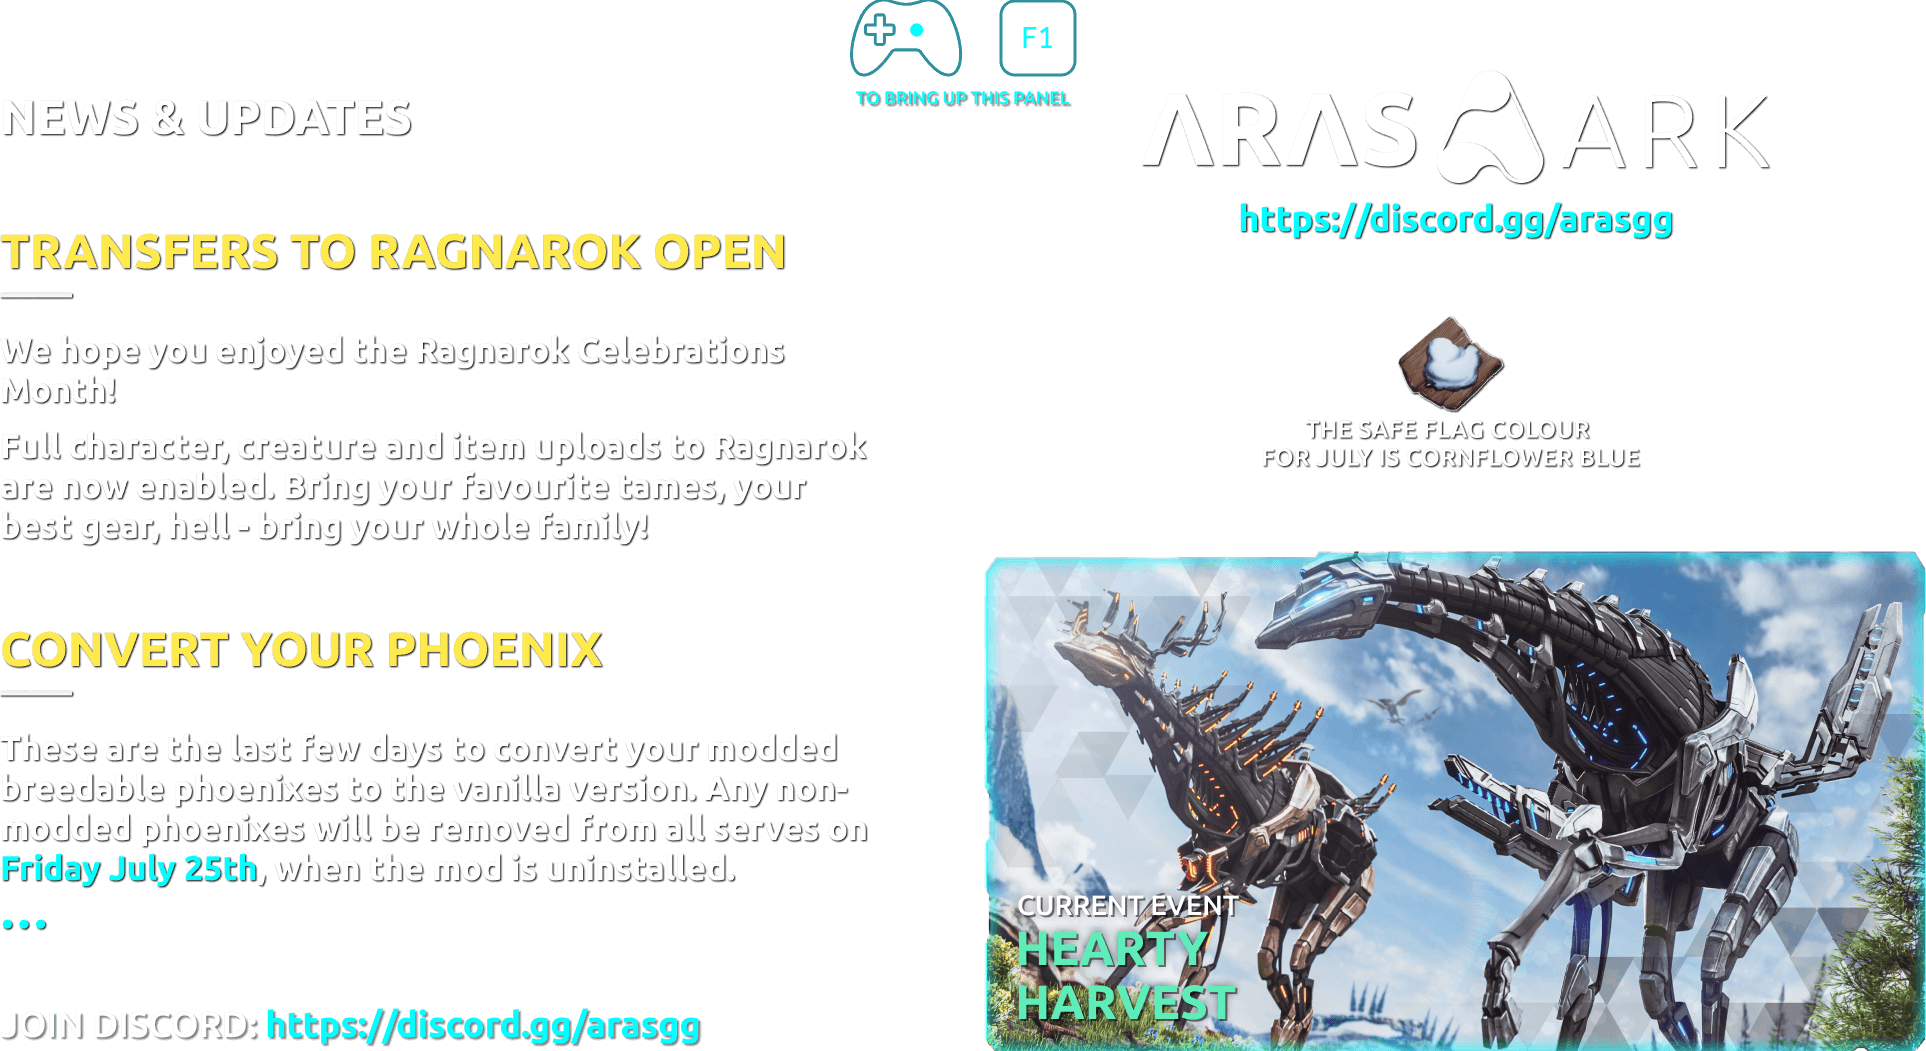 F1
TO BRING UP THIS PANEL
NEWS & UPDATES
TRANSFERS TO RAGNAROK OPEN
We hope you enjoyed the Ragnarok Celebrations
Month!
Full character, creature and item uploads to Ragnarok
are now enabled. Bring your favourite tames, your
best gear, hell - bring your whole family!
CONVERT YOUR PHOENIX
These are the last few days to convert your modded
breedable phoenixes to the vanilla version. Any non-
modded phoenixes will be removed from all serves on
Friday July 25th, when the mod is uninstalled.
...
JOIN DISCORD: https://discord.gg/arasgg
ARAS ARK
https://discord.gg/arasgg
THE SAFE FLAG COLOUR
FOR JULY IS CORNFLOWER BLUE
CURRENT EVENT
HEARTY
HARVEST